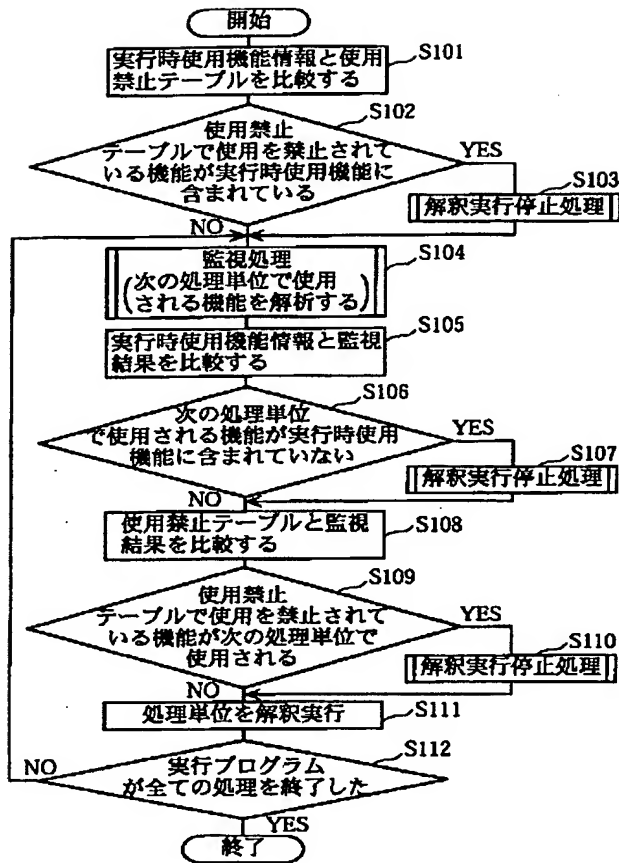 開始
実行時使用機能情報と使用
禁止テーブルを比較する
S101
S102
使用禁止
テーブルで使用を禁止されて
いる機能が実行時使用機能に
含まれている
YES
S103
解釈実行停止処理
NO
S104
監視処理
(次の処理単位で使用
される機能を解析する)
S105
実行時使用機能情報と監視
結果を比較する
S106
次の処理単位
で使用される機能が実行時使用
機能に含まれていない
YES
S107
解釈実行停止処理
NO
使用禁止テーブルと監視
結果を比較する
S108
S109
使用禁止
テーブルで使用を禁止されて
いる機能が次の処理単位で
使用される
YES
S110
解釈実行停止処理
NO
処理単位を解釈実行
S111
S112
NO
実行プログラム
が全ての処理を終了した
YES
終了